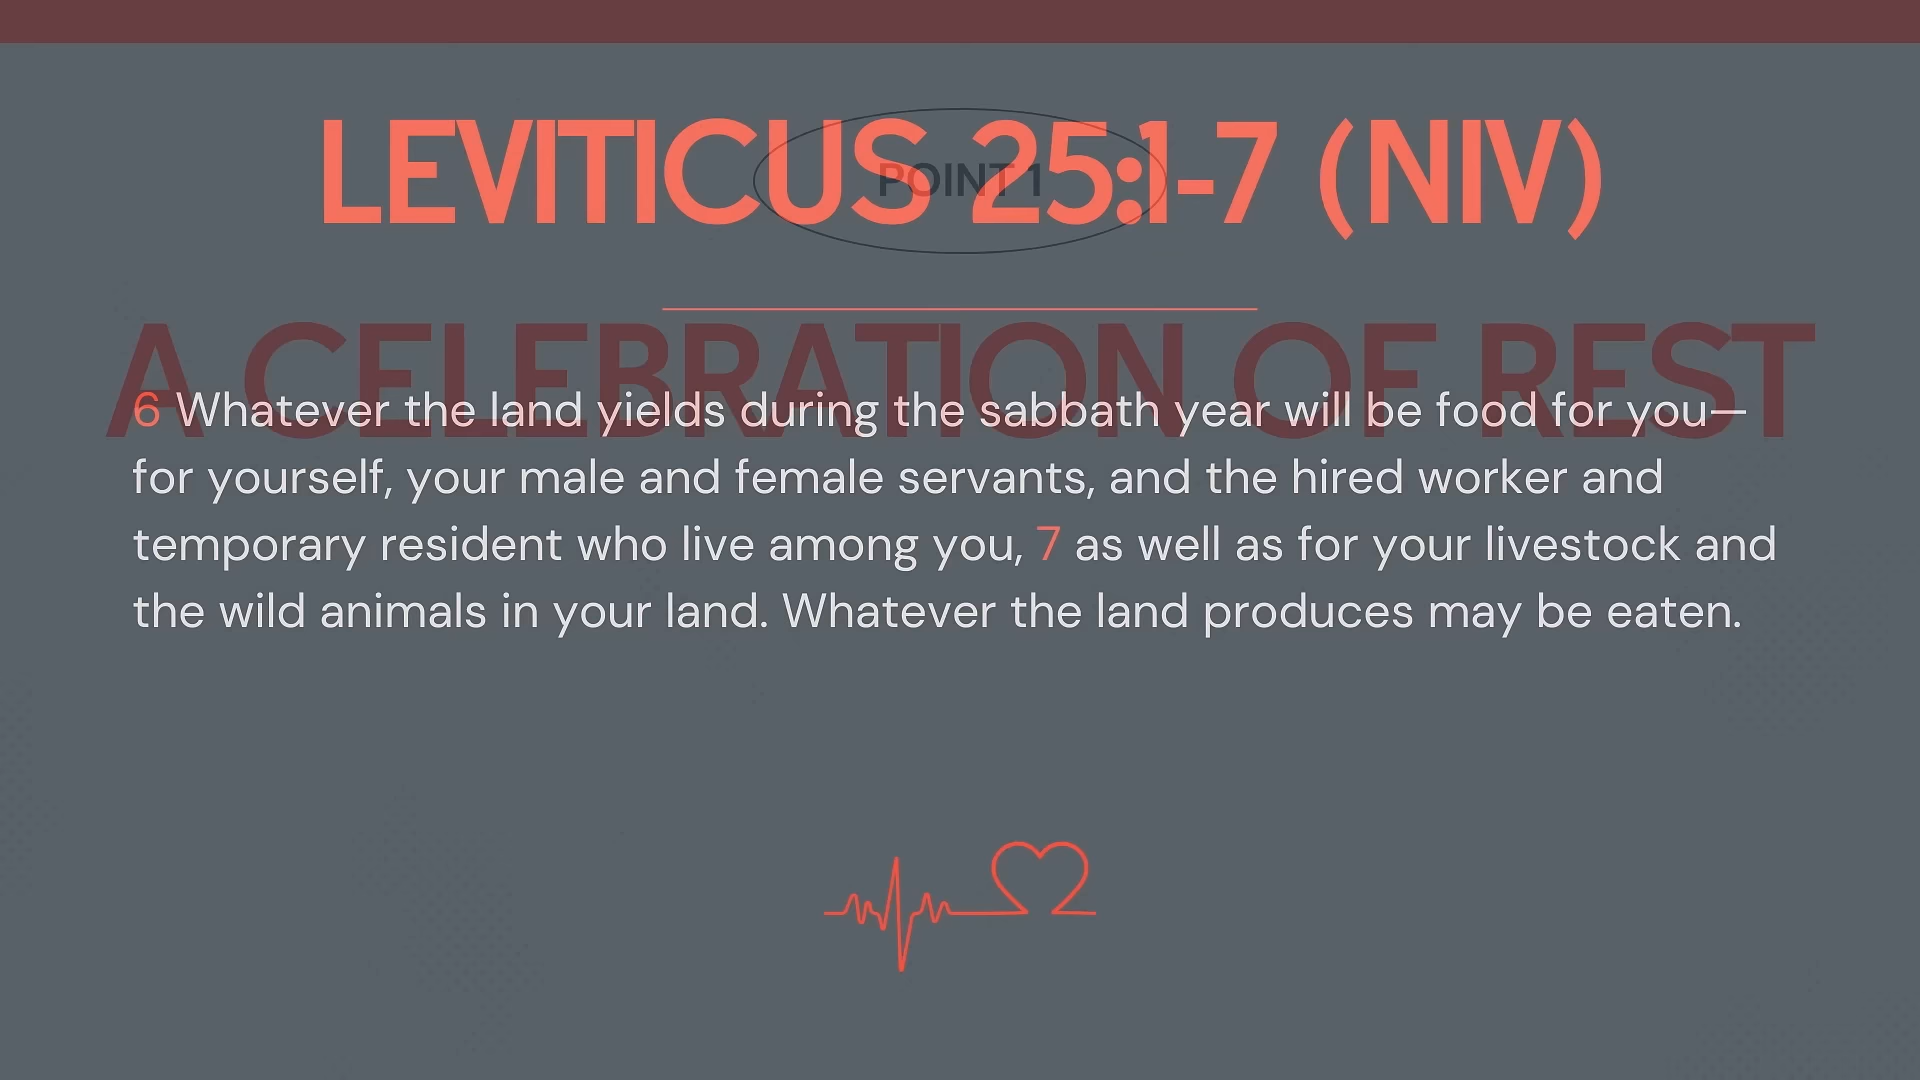 LEVITICUS 25:1-7 (NIV)
POINT 1
A CELEBRATION OF REST
6 Whatever the land yields during the sabbath year will be food for you—
for yourself, your male and female servants, and the hired worker and
temporary resident who live among you, 7 as well as for your livestock and
the wild animals in your land. Whatever the land produces may be eaten.